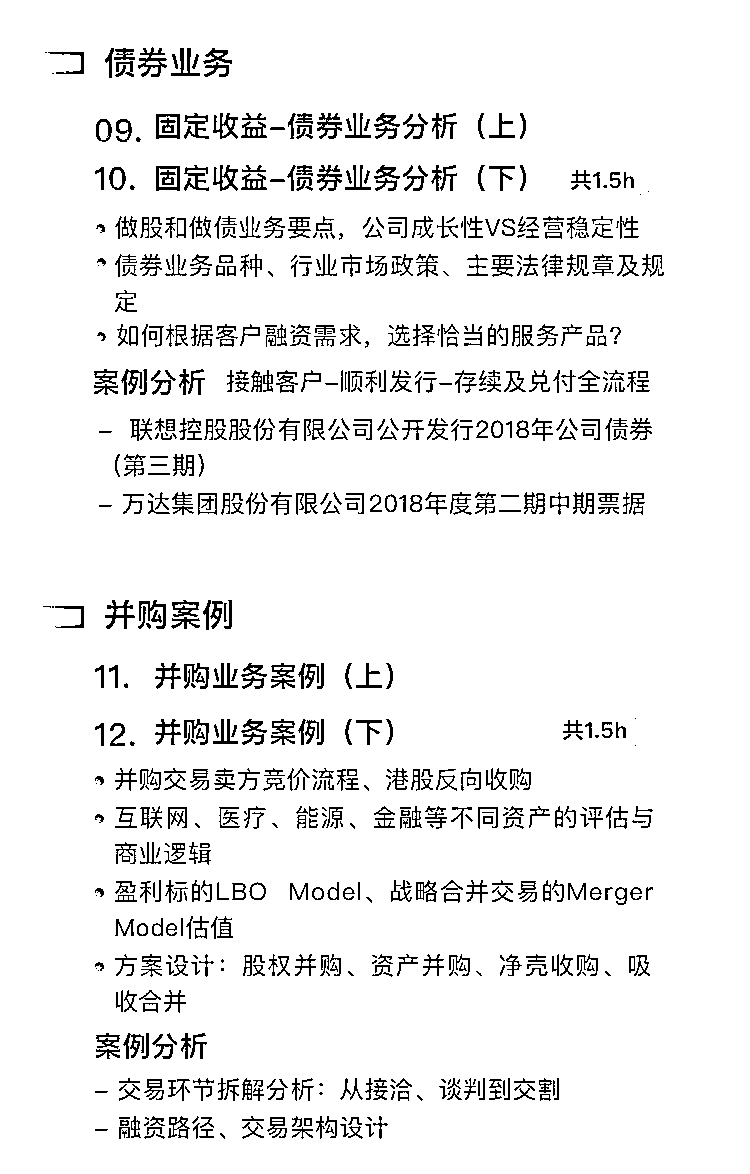 债券业务
09. 固定收益-债券业务分析（上）
10. 固定收益-债券业务分析（下） 共1.5h
做股和做债业务要点，公司成长性VS经营稳定性
债券业务品种、行业市场政策、主要法律规章及规
定
如何根据客户融资需求，选择恰当的服务产品？
案例分析 接触客户-顺利发行-存续及兑付全流程
- 联想控股股份有限公司公开发行2018年公司债券
（第三期）
- 万达集团股份有限公司2018年度第二期中期票据
并购案例
11. 并购业务案例（上）
12. 并购业务案例（下） 共1.5h
并购交易卖方竞价流程、港股反向收购
互联网、医疗、能源、金融等不同资产的评估与
商业逻辑
盈利标的LBO Model、战略合并交易的Merger
Model估值
方案设计：股权并购、资产并购、净壳收购、吸
收合并
案例分析
- 交易环节拆解分析：从接洽、谈判到交割
- 融资路径、交易架构设计